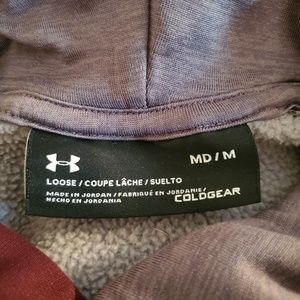 MD / M
LOOSE / COUPE LÂCHE / SUELTO
MADE IN JORDAN / FABRIQUÉ EN JORDANIE /
HECHO EN JORDANIA
COLDGEAR